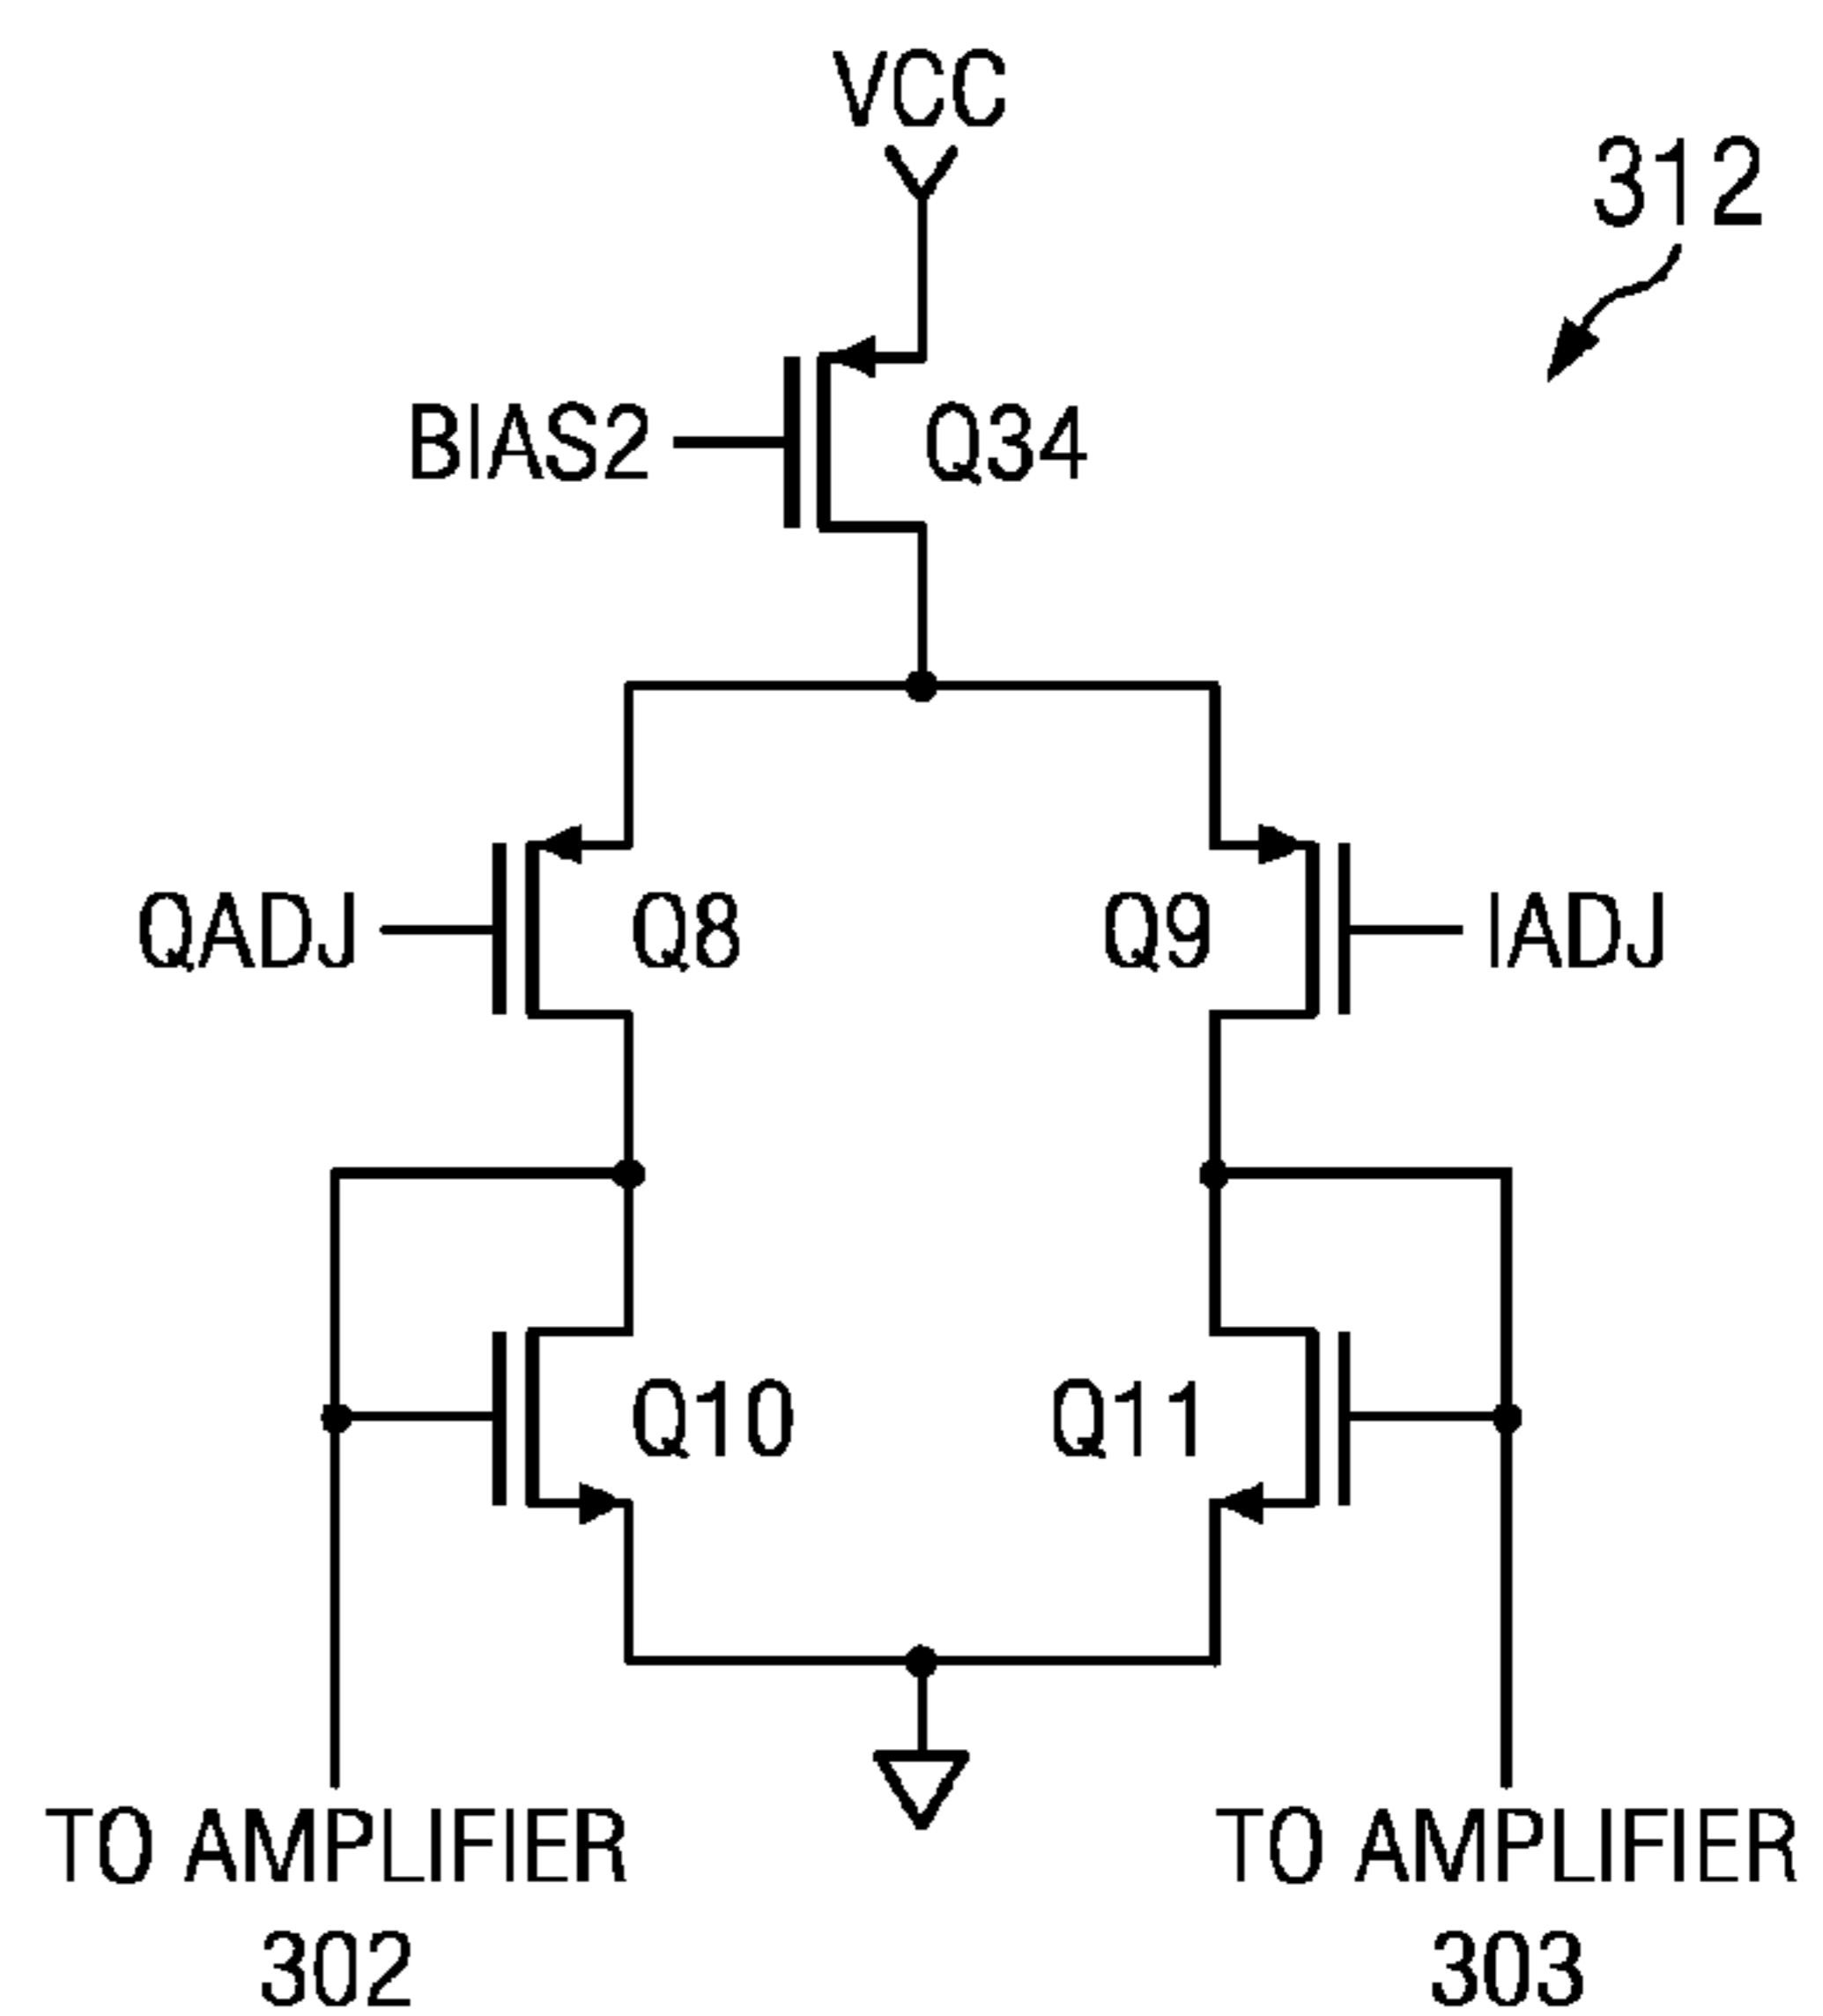 VCC
312
BIAS2
Q34
QADJ
Q8
Q9
IADJ
Q10
Q11
TO AMPLIFIER
302
TO AMPLIFIER
303